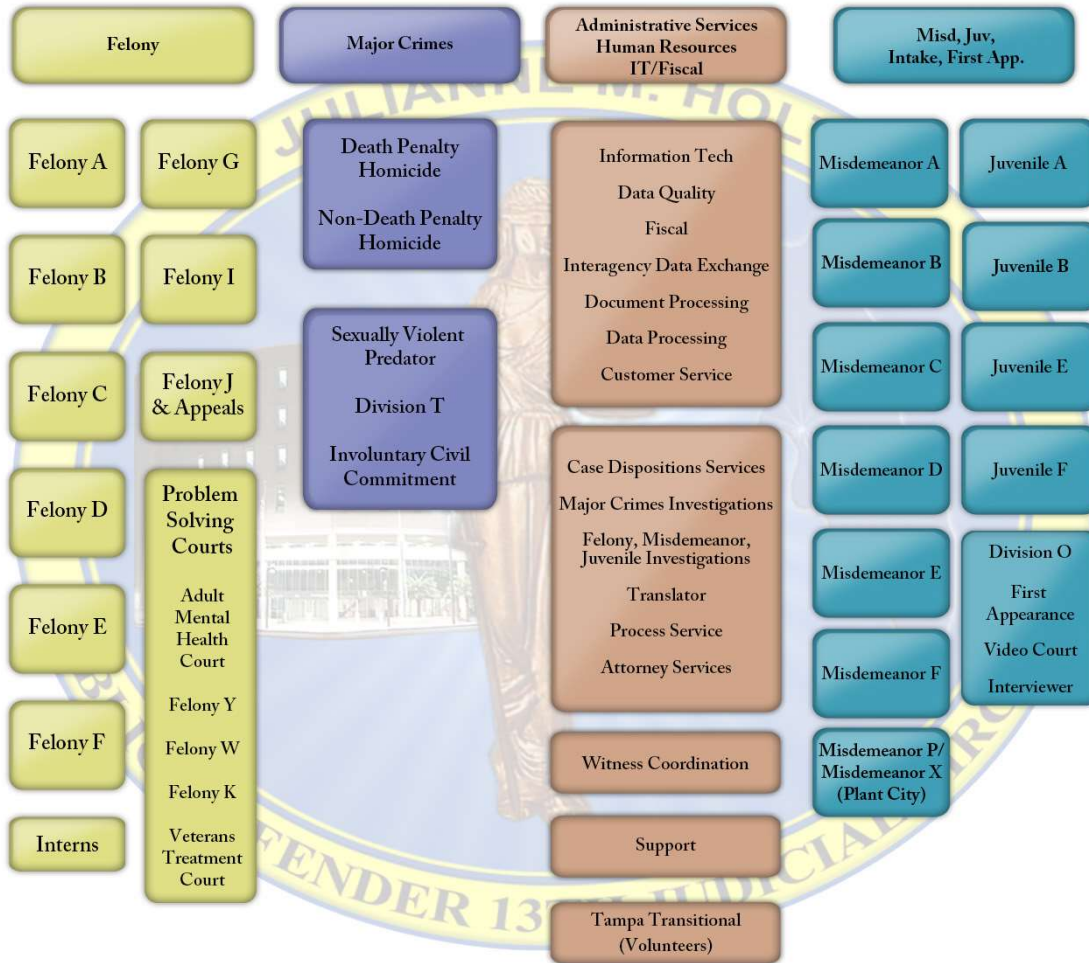 Felony
Major Crimes
Administrative Services
Human Resources
IT/Fiscal
Misd, Juv,
Intake, First App.
Felony A
Felony B
Felony C
Felony D
Felony E
Felony F
Interns
Felony G
Felony I
Felony J
& Appeals
Problem
Solving
Courts
Adult
Mental
Health
Court
Felony Y
Felony W
Felony K
Veterans
Treatment
Court
Death Penalty
Homicide
Non-Death Penalty
Homicide
Sexually Violent
Predator
Division T
Involuntary Civil
Commitment
Information Tech
Data Quality
Fiscal
Interagency Data Exchange
Document Processing
Data Processing
Customer Service
Case Dispositions Services
Major Crimes Investigations
Felony, Misdemeanor,
Juvenile Investigations
Translator
Process Service
Attorney Services
Witness Coordination
Support
Tampa Transitional
(Volunteers)
Misdemeanor A
Misdemeanor B
Misdemeanor C
Misdemeanor D
Misdemeanor E
Misdemeanor F
Misdemeanor P/
Misdemeanor X
(Plant City)
Juvenile A
Juvenile B
Juvenile E
Juvenile F
Division O
First
Appearance
Video Court
Interviewer
JULIANNE M.
13TH